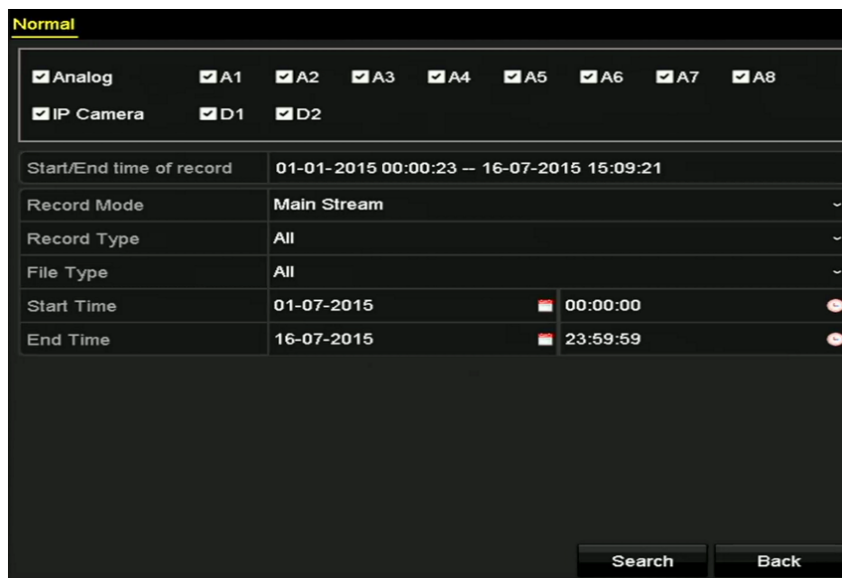 Normal
Analog A1 A2 A3 A4 A5 A6 A7 A8
IP Camera D1 D2
Start/End time of record 01-01-2015 00:00:23 -- 16-07-2015 15:09:21
Record Mode Main Stream
Record Type All
File Type All
Start Time 01-07-2015 00:00:00
End Time 16-07-2015 23:59:59
Search Back